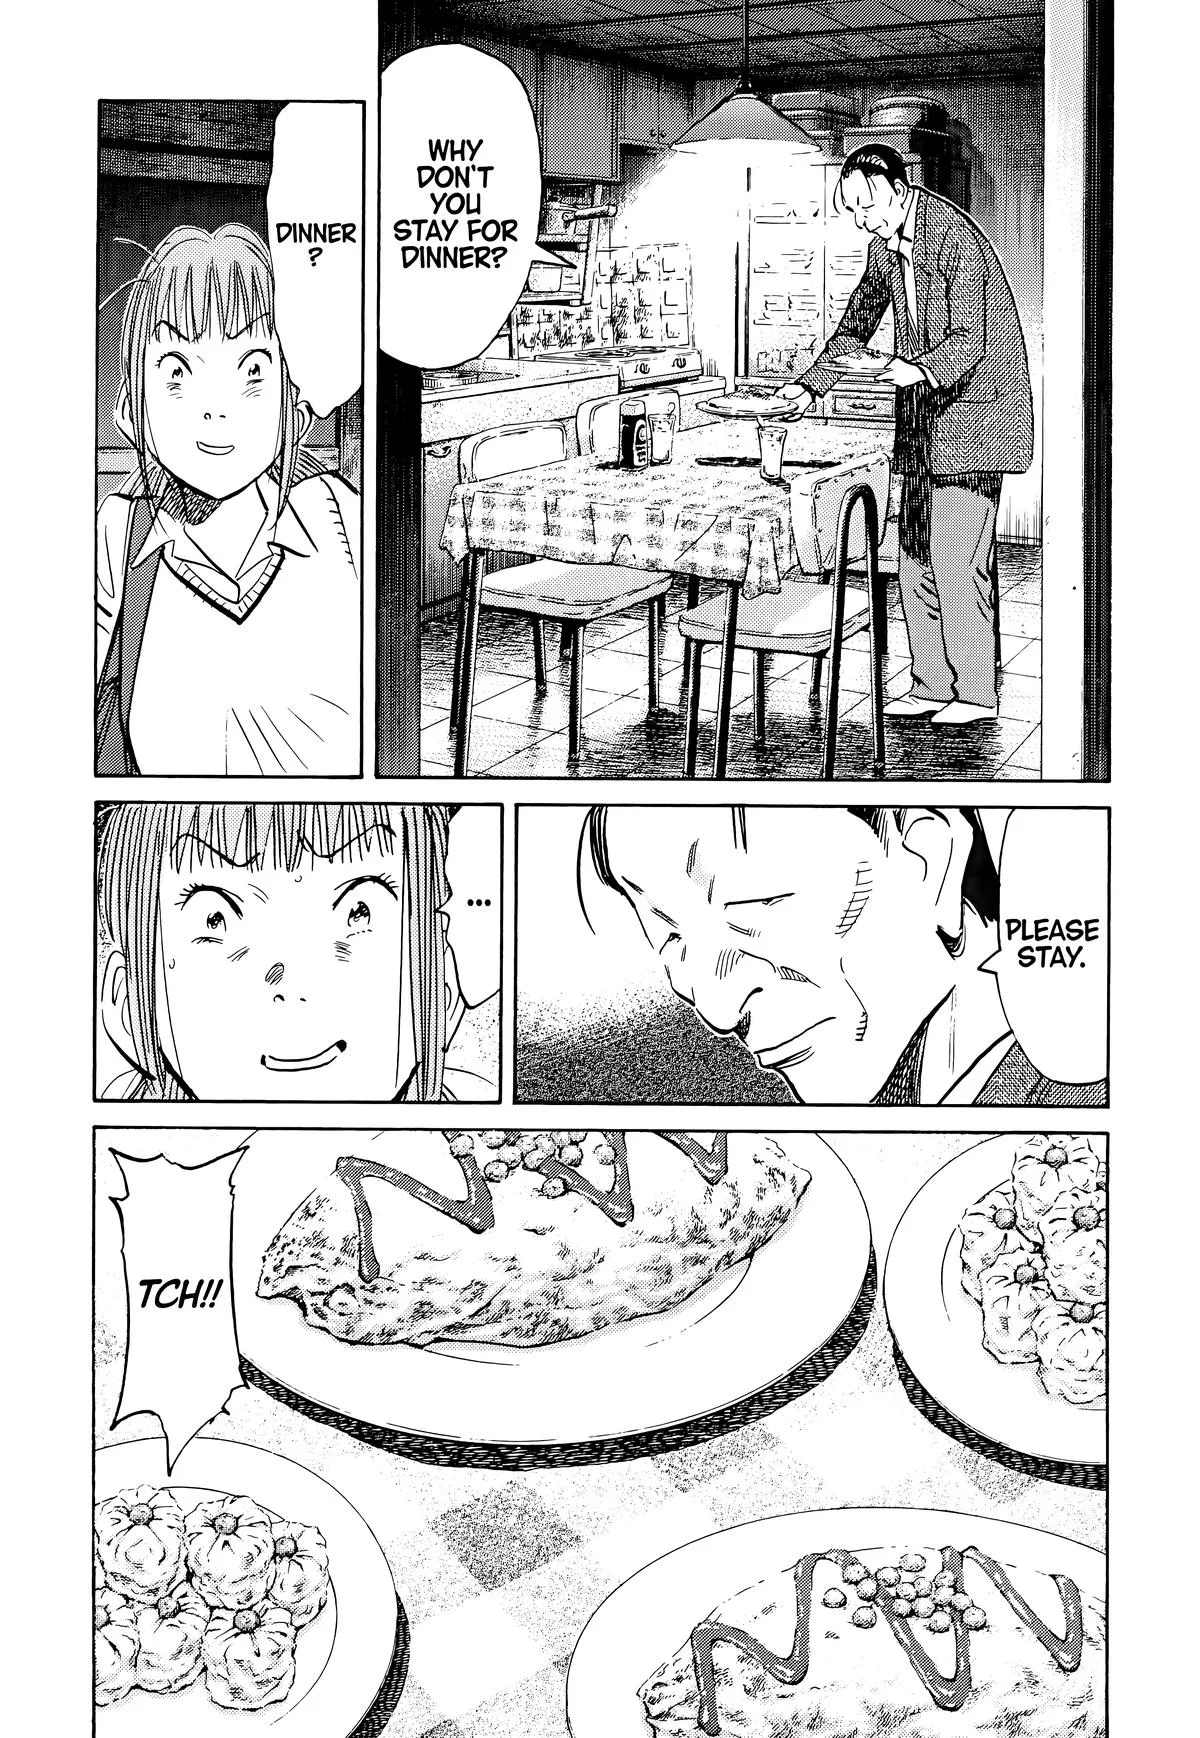 WHY
DON'T
YOU
STAY FOR
DINNER?
DINNER
?
PLEASE
STAY.
...
TCH!!